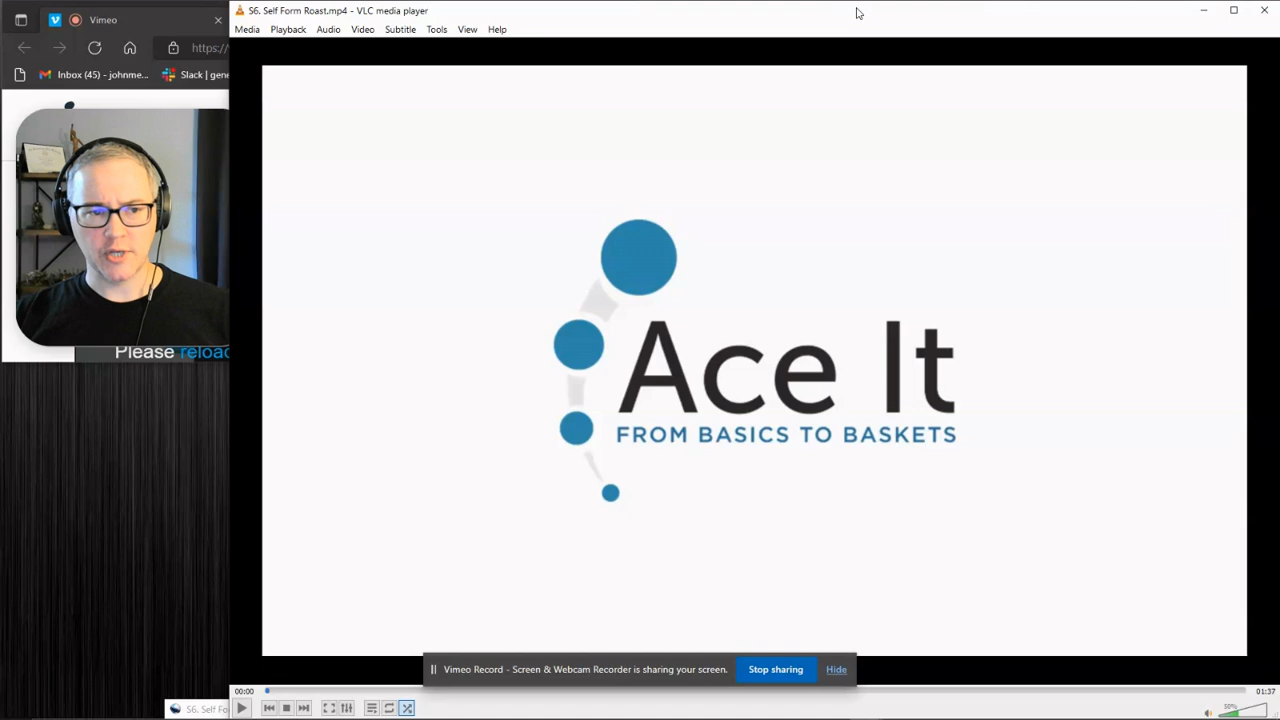 Vimeo
S6. Self Form Roast.mp4 - VLC media player
Media Playback Audio Video Subtitle Tools View Help
https://
Inbox (45) - johnme...
Slack | gene
Please reload
Ace It
FROM BASICS TO BASKETS
Vimeo Record - Screen & Webcam Recorder is sharing your screen.
Stop sharing
Hide
00:00
01:37
50%
S6. Self Fo